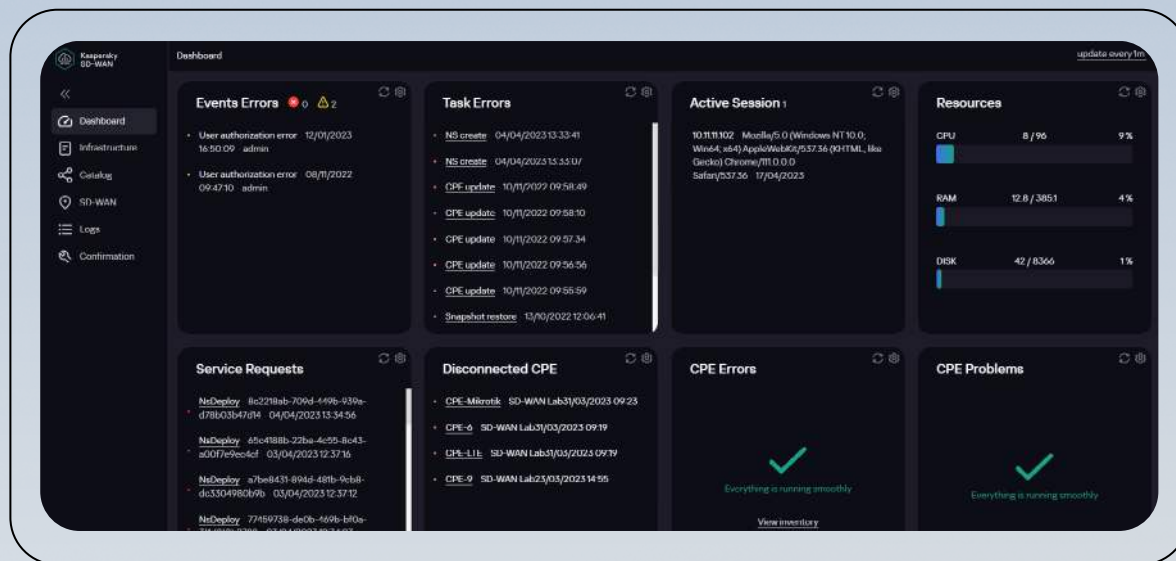 Kaspersky
SD-WAN
Dashboard
update every 1m
Dashboard
Infrastructure
Catalog
SD-WAN
Logs
Confirmation
Events Errors 0 2
User authorization error 12/01/2023
16:50:09 admin
User authorization error 08/11/2022
09:47:10 admin
Task Errors
NS create 04/04/2023 13:33:41
NS create 04/04/2023 13:33:07
CPE update 10/11/2022 09:58:49
CPE update 10/11/2022 09:58:10
CPE update 10/11/2022 09:57:34
CPE update 10/11/2022 09:56:56
CPE update 10/11/2022 09:55:59
Snapshot restore 13/10/2022 12:06:41
Active Session 1
10.11.11.102 Mozilla/5.0 (Windows NT 10.0;
Win64; x64) AppleWebKit/537.36 (KHTML, like
Gecko) Chrome/111.0.0.0
Safari/537.36 17/04/2023
Resources
CPU 8 / 96 9%
RAM 12.8 / 385.1 4%
DISK 42 / 8366 1%
Service Requests
NsDeploy 8c2218ab-709d-449b-939a-
d78b03b47d14 04/04/2023 13:34:56
NsDeploy 65c4188b-22be-4c55-8c43-
a00f7e9ec4cf 03/04/2023 12:37:16
NsDeploy a7be8431-894d-481b-9cb8-
dc3304980b9b 03/04/2023 12:37:12
NsDeploy 77459738-de0b-469b-bf0a-
Disconnected CPE
CPE-Mikrotik SD-WAN Lab31/03/2023 09:23
CPE-6 SD-WAN Lab31/03/2023 09:19
CPE-LTE SD-WAN Lab31/03/2023 09:19
CPE-9 SD-WAN Lab23/03/2023 14:55
CPE Errors
Everything is running smoothly
View inventory
CPE Problems
Everything is running smoothly